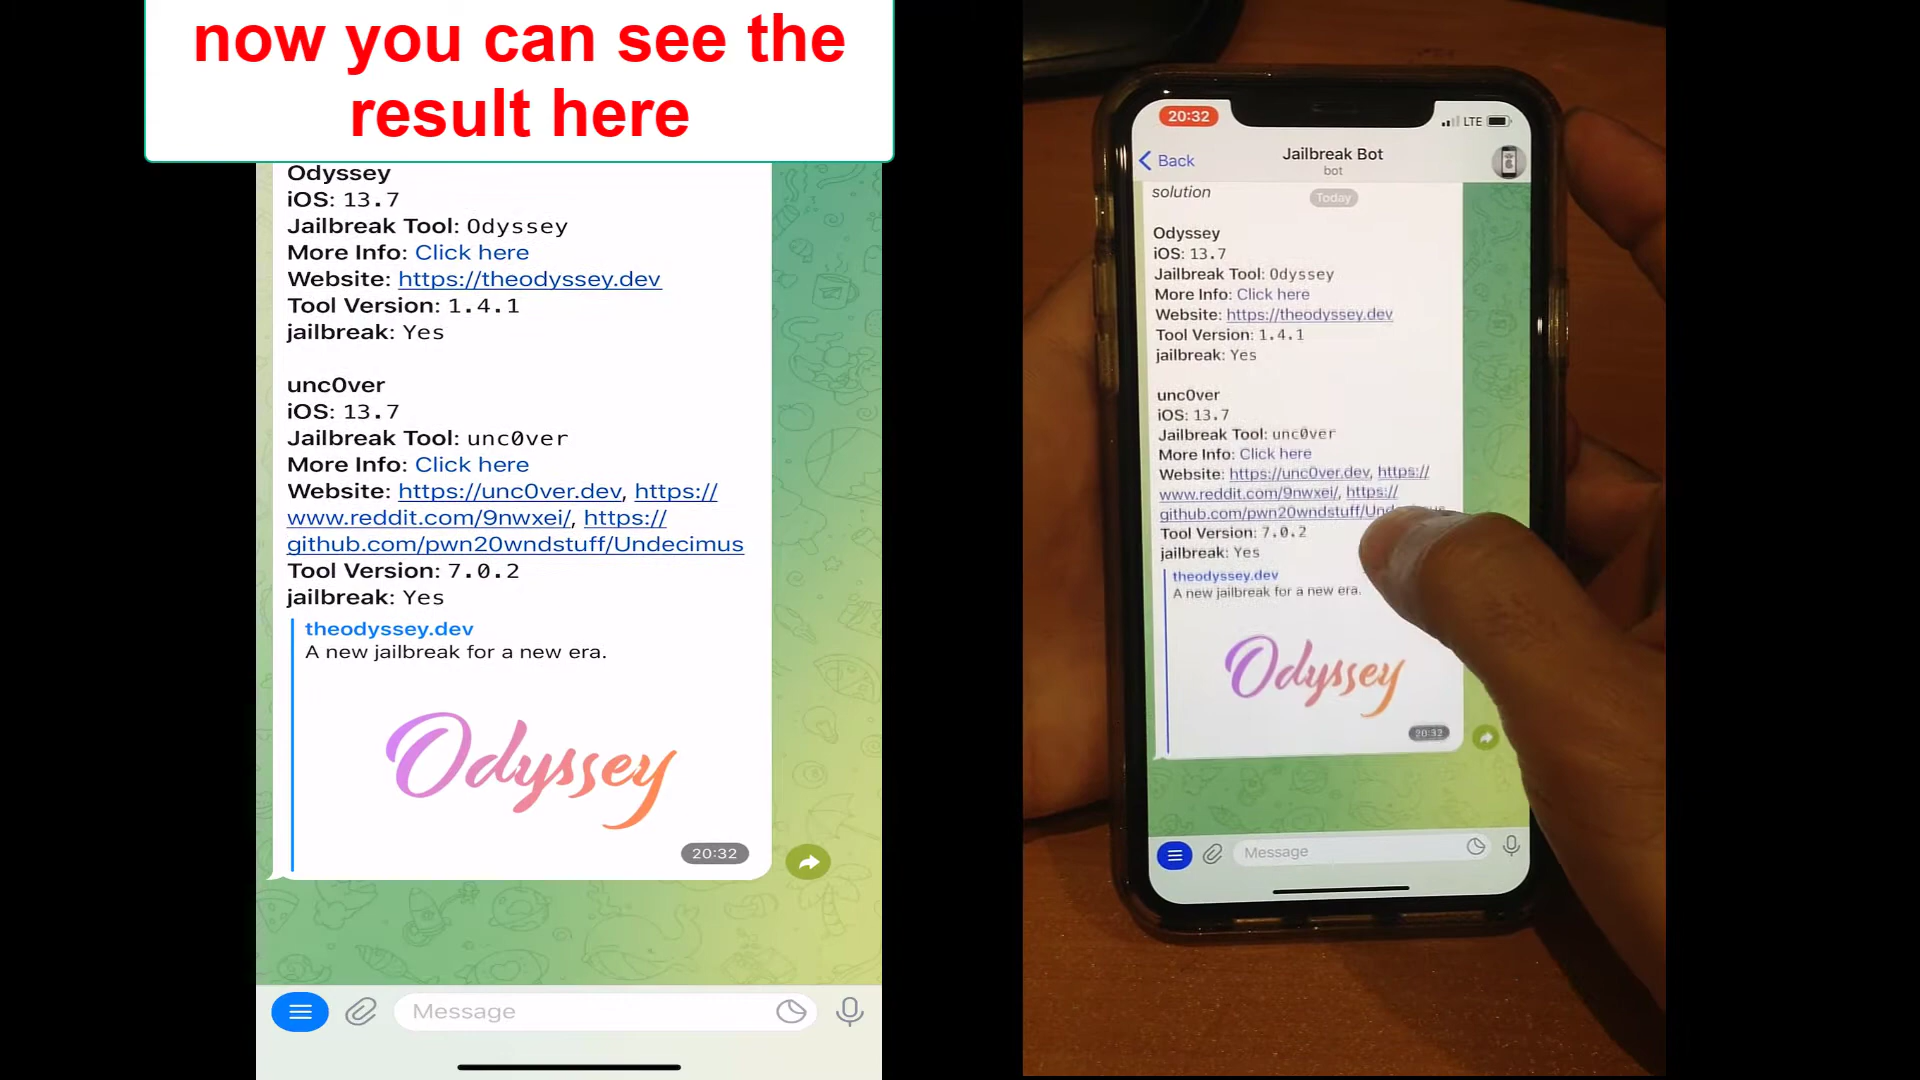 now you can see the
result here
Odyssey
iOS: 13.7
Jailbreak Tool: Odyssey
More Info: Click here
Website: https://theodyssey.dev
Tool Version: 1.4.1
jailbreak: Yes
unc0ver
iOS: 13.7
Jailbreak Tool: unc0ver
More Info: Click here
Website: https://unc0ver.dev, https://
www.reddit.com/9nwxei/, https://
github.com/pwn20wndstuff/Undecimus
Tool Version: 7.0.2
jailbreak: Yes
theodyssey.dev
A new jailbreak for a new era.
Odyssey
20:32
Message
20:32
LTE
Back
Jailbreak Bot
bot
solution
Today
Odyssey
iOS: 13.7
Jailbreak Tool: Odyssey
More Info: Click here
Website: https://theodyssey.dev
Tool Version: 1.4.1
jailbreak: Yes
unc0ver
iOS: 13.7
Jailbreak Tool: unc0ver
More Info: Click here
Website: https://unc0ver.dev, https://
www.reddit.com/9nwxei/, https://
github.com/pwn20wndstuff/
Tool Version: 7.0.2
jailbreak: Yes
theodyssey.dev
A new jailbreak for a new era.
Odyssey
20:32
Message